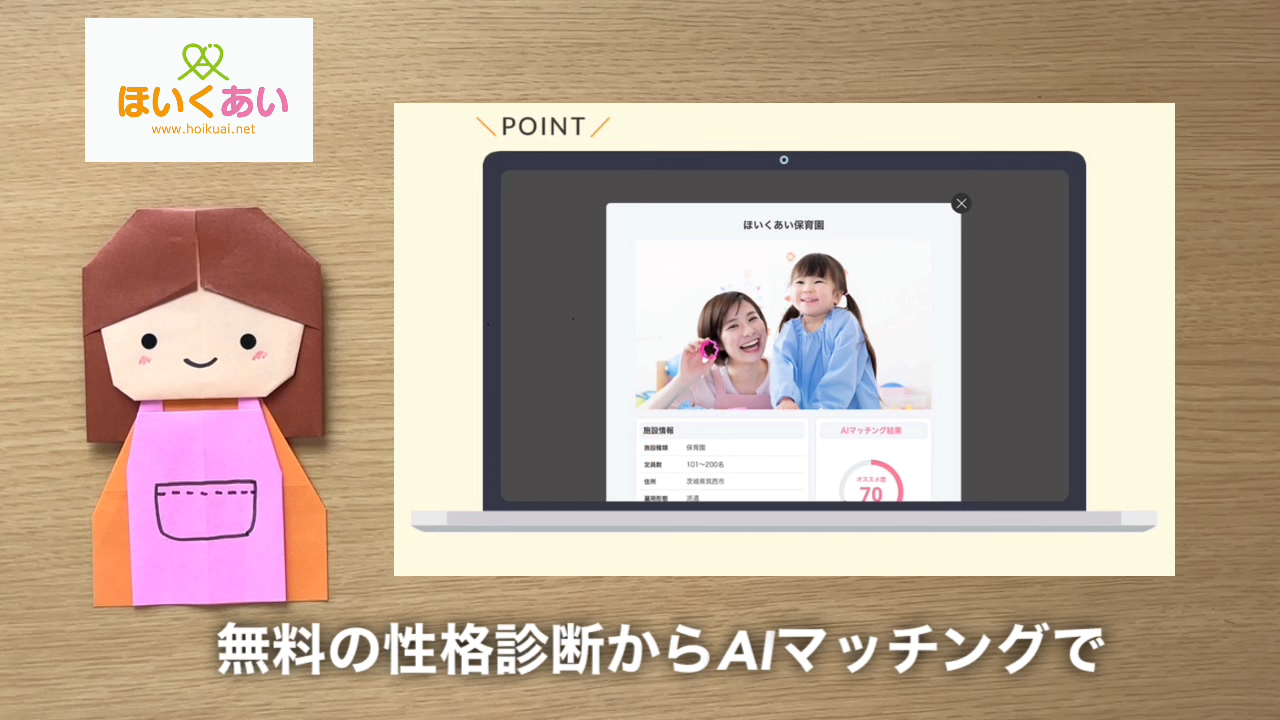 ほいくあい
www.hoikuai.net
POINT
ほいくあい保育園
施設情報
施設種類 保育園
定員数 101〜200名
住所 茨城県筑西市
雇用形態 派遣
AIマッチング結果
オススメ度
70
無料の性格診断からAIマッチングで